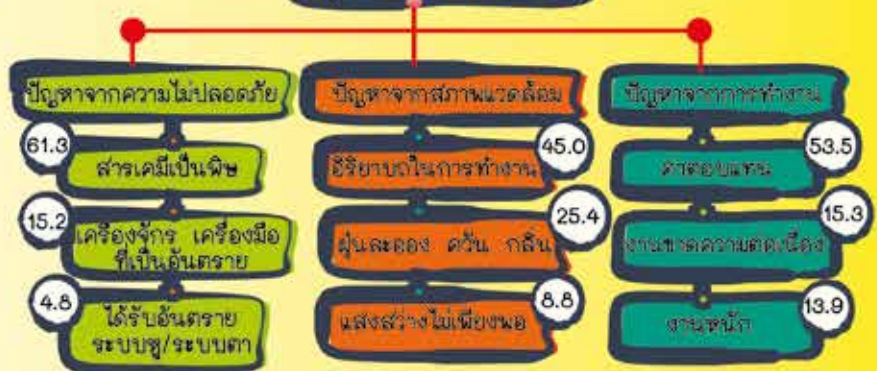 ปัญหาจากความไม่ปลอดภัย
61.3
สารเคมีเป็นพิษ
15.2
เครื่องจักร เครื่องมือ
ที่เป็นอันตราย
4.8
ได้รับอันตราย
ระบบหู/ระบบตา
ปัญหาจากสภาพแวดล้อม
45.0
อิริยาบถในการทำงาน
25.4
ฝุ่นละออง ควัน กลิ่น
8.8
แสงสว่างไม่เพียงพอ
ปัญหาจากการทำงาน
53.5
ค่าตอบแทน
15.3
งานขาดความต่อเนื่อง
13.9
งานหนัก